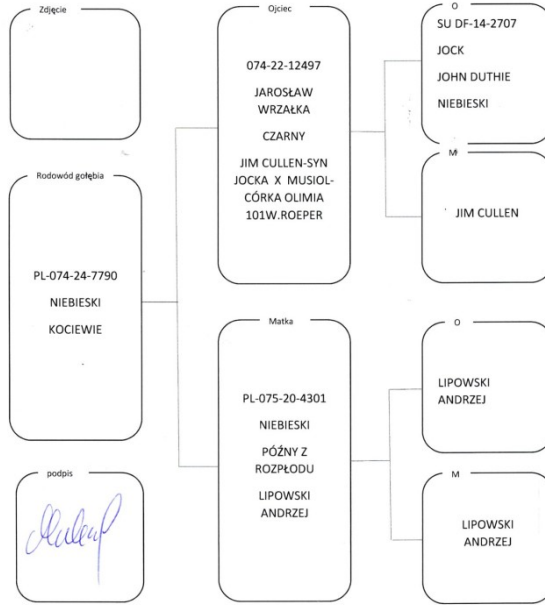 Zdjęcie
Rodowód gołębia
PL-074-24-7790
NIEBIESKI
KOCIEWIE
podpis
Ojciec
074-22-12497
JAROSŁAW
WRZAŁKA
CZARNY
JIM CULLEN-SYN
JOCKA X MUSIOL-
CÓRKA OLIMIA
101W.ROEPER
Matka
PL-075-20-4301
NIEBIESKI
PÓŹNY Z
ROZPŁODU
LIPOWSKI
ANDRZEJ
O
SU DF-14-2707
JOCK
JOHN DUTHIE
NIEBIESKI
M
JIM CULLEN
O
LIPOWSKI
ANDRZEJ
M
LIPOWSKI
ANDRZEJ